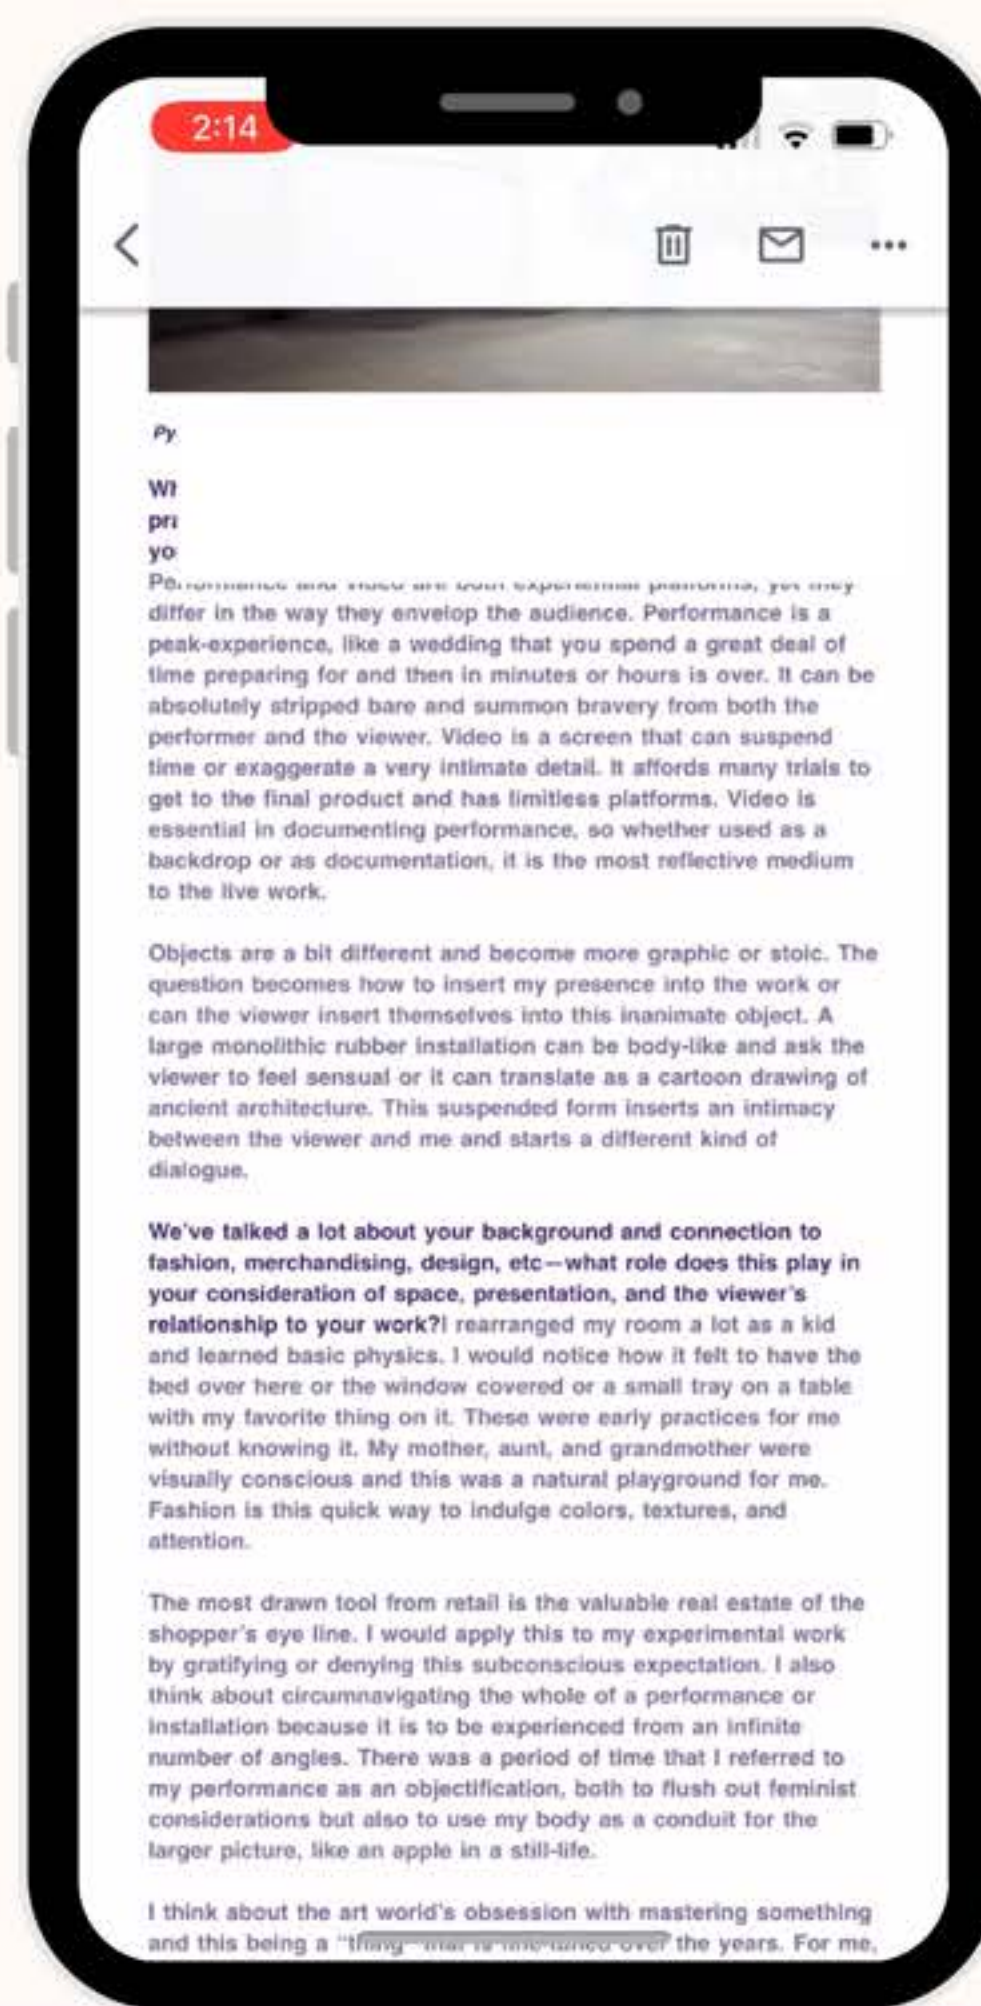 2:14
Py
Wh
pra
yo
differ in the way they envelop the audience. Performance is a
peak-experience, like a wedding that you spend a great deal of
time preparing for and then in minutes or hours is over. It can be
absolutely stripped bare and summon bravery from both the
performer and the viewer. Video is a screen that can suspend
time or exaggerate a very intimate detail. It affords many trials to
get to the final product and has limitless platforms. Video is
essential in documenting performance, so whether used as a
backdrop or as documentation, it is the most reflective medium
to the live work.
Objects are a bit different and become more graphic or stoic. The
question becomes how to insert my presence into the work or
can the viewer insert themselves into this inanimate object. A
large monolithic rubber installation can be body-like and ask the
viewer to feel sensual or it can translate as a cartoon drawing of
ancient architecture. This suspended form inserts an intimacy
between the viewer and me and starts a different kind of
dialogue.
We've talked a lot about your background and connection to
fashion, merchandising, design, etc—what role does this play in
your consideration of space, presentation, and the viewer's
relationship to your work?I rearranged my room a lot as a kid
and learned basic physics. I would notice how it felt to have the
bed over here or the window covered or a small tray on a table
with my favorite thing on it. These were early practices for me
without knowing it. My mother, aunt, and grandmother were
visually conscious and this was a natural playground for me.
Fashion is this quick way to indulge colors, textures, and
attention.
The most drawn tool from retail is the valuable real estate of the
shopper's eye line. I would apply this to my experimental work
by gratifying or denying this subconscious expectation. I also
think about circumnavigating the whole of a performance or
installation because it is to be experienced from an infinite
number of angles. There was a period of time that I referred to
my performance as an objectification, both to flush out feminist
considerations but also to use my body as a conduit for the
larger picture, like an apple in a still-life.
I think about the art world's obsession with mastering something
and this being a "thing" the years. For me,